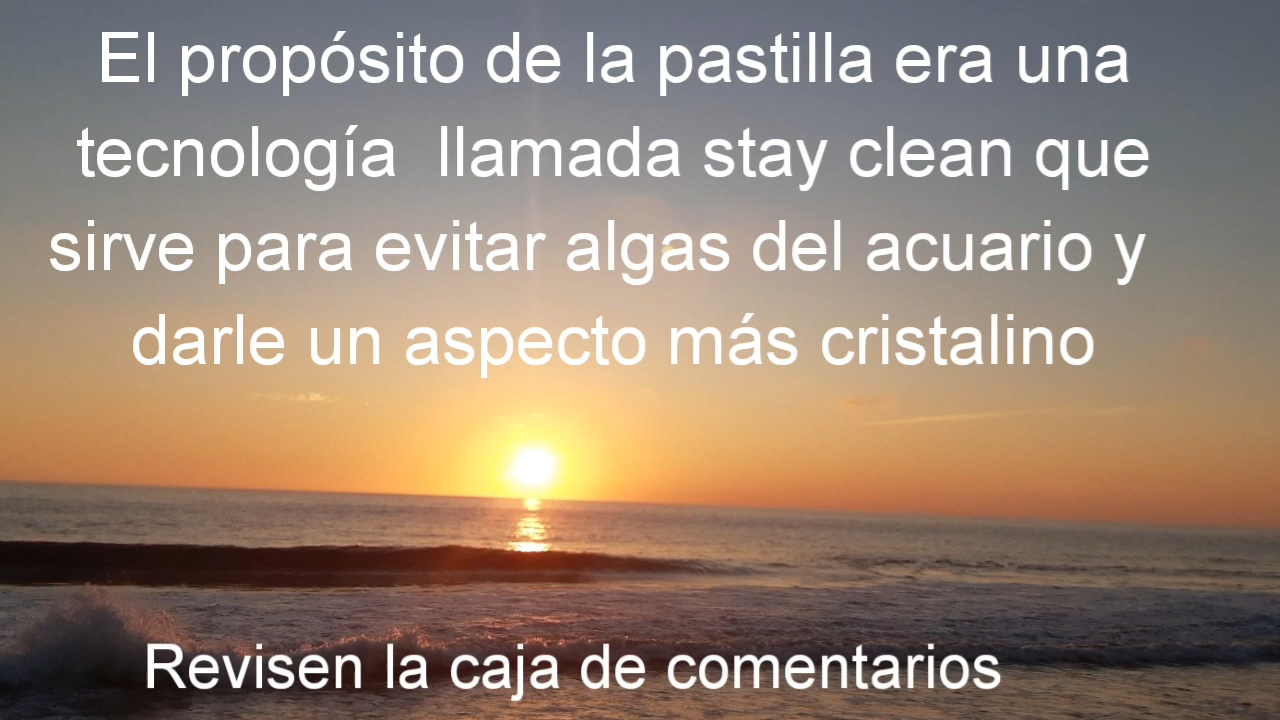 El propósito de la pastilla era una
tecnología  llamada stay clean que
sirve para evitar algas del acuario y
darle un aspecto más cristalino
Revisen la caja de comentarios